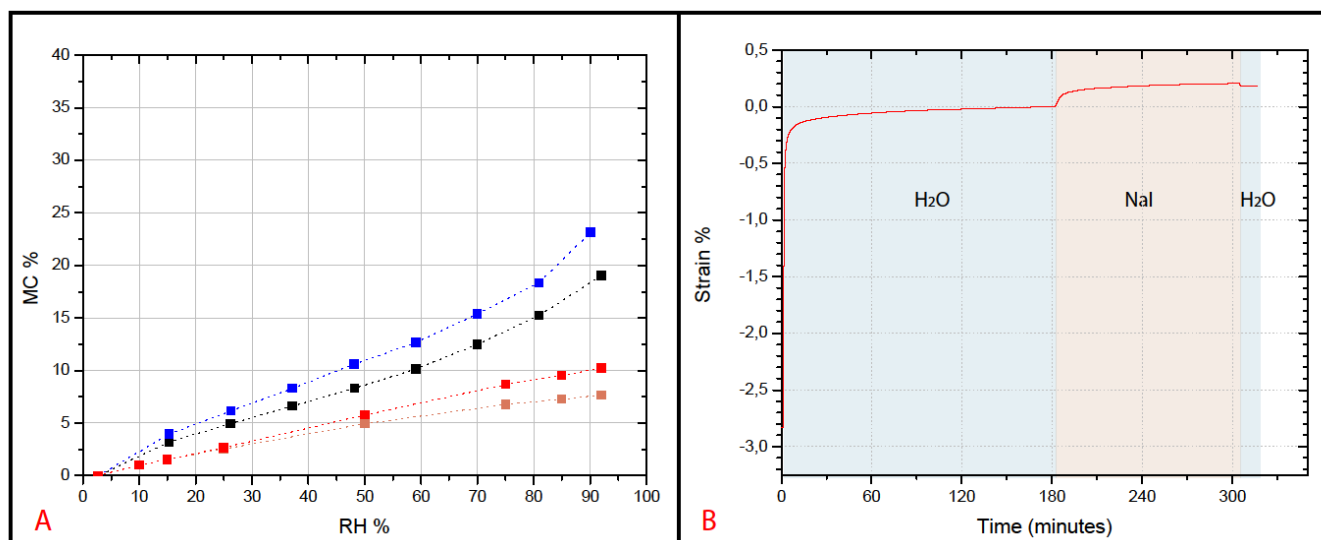 40
35
30
25
20
15
10
5
0
MC %
0 10 20 30 40 50 60 70 80 90 100
RH %
A
0,5
0,0
-0,5
-1,0
-1,5
-2,0
-2,5
-3,0
Strain %
H₂O NaI H₂O
0 60 120 180 240 300
Time (minutes)
B